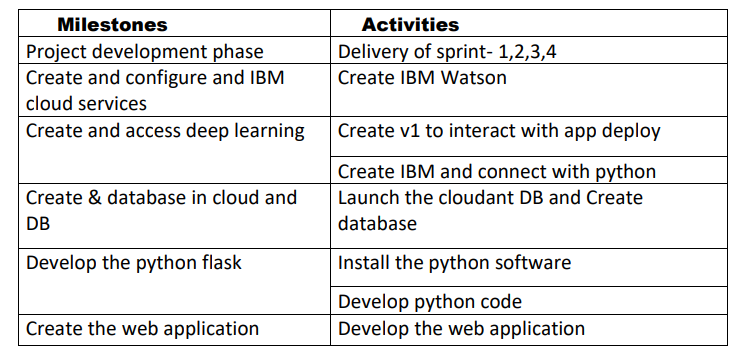 Milestones Activities
Project development phase Delivery of sprint- 1,2,3,4
Create and configure and IBM Create IBM Watson
cloud services
Create and access deep learning Create v1 to interact with app deploy
Create IBM and connect with python
Create & database in cloud and Launch the cloudant DB and Create
DB database
Develop the python flask Install the python software
Develop python code
Create the web application Develop the web application